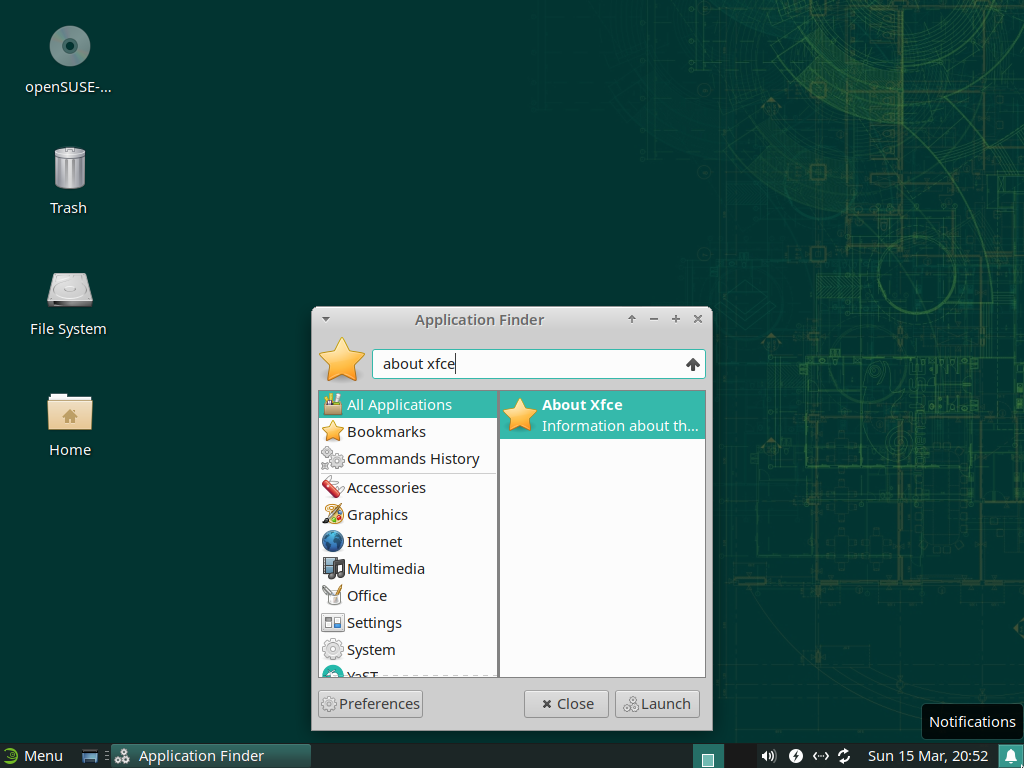 openSUSE-...
Trash
File System
Home
Application Finder
about xfce
All Applications
Bookmarks
Commands History
Accessories
Graphics
Internet
Multimedia
Office
Settings
System
YaST
About Xfce
Information about th...
Preferences
Close
Launch
Notifications
Menu
Application Finder
Sun 15 Mar, 20:52